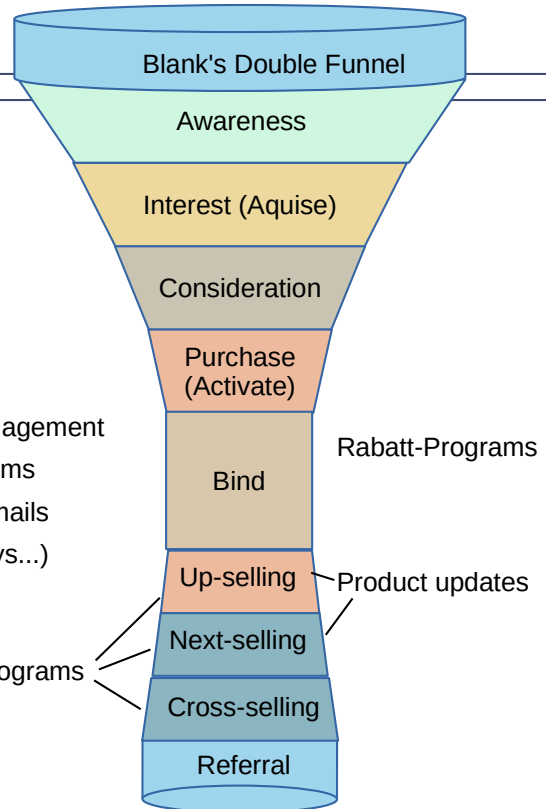 Blank's Double Funnel
Awareness
Interest (Aquise)
Consideration
Purchase
(Activate)
agement
Rabatt-Programs
ms
Bind
nails
ys...)
Up-selling
Product updates
Next-selling
ograms
Cross-selling
Referral